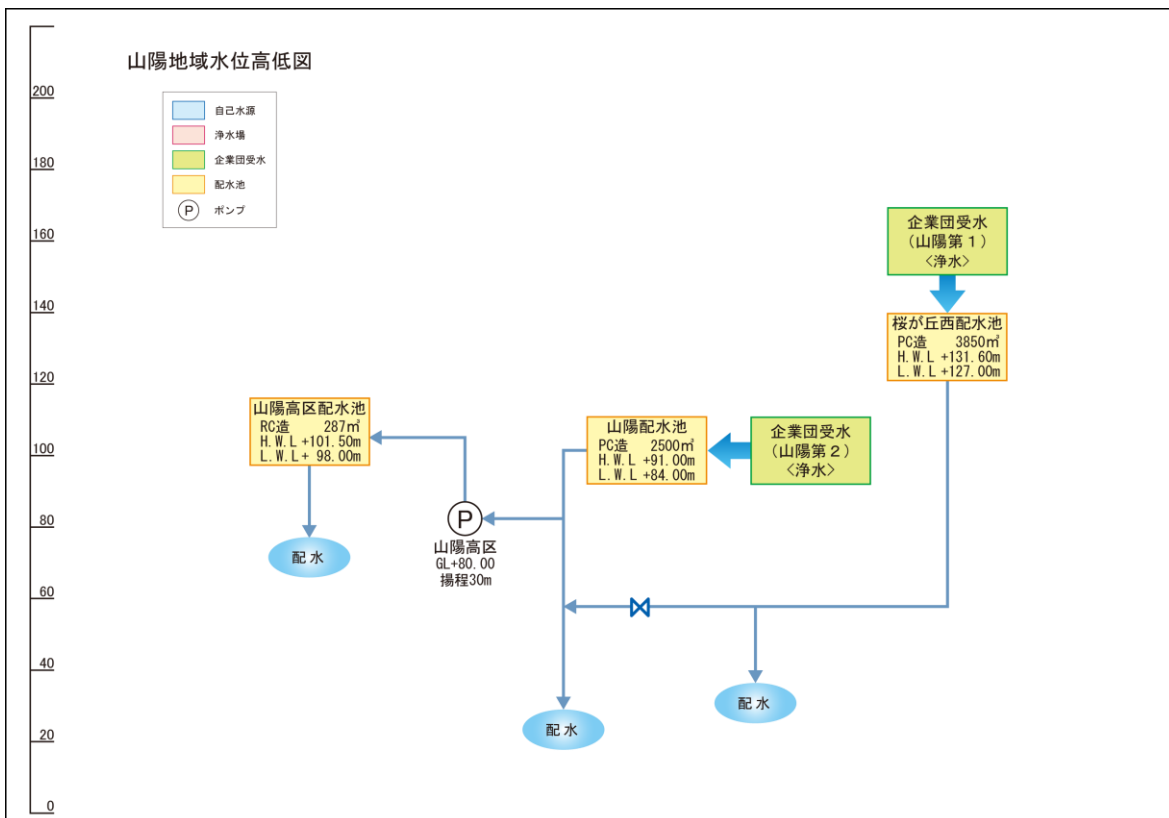 山陽地域水位高低図
自己水源
浄水場
企業団受水
配水池
P ポンプ
200
180
160
140
120
100
80
60
40
20
0
企業団受水
(山陽第1)
<浄水>
桜が丘西配水池
PC造 3850㎥
H.W.L +131.60m
L.W.L +127.00m
山陽高区配水池
RC造 287㎥
H.W.L +101.50m
L.W.L+ 98.00m
山陽配水池
PC造 2500㎥
H.W.L +91.00m
L.W.L +84.00m
企業団受水
(山陽第2)
<浄水>
P
山陽高区
GL+80.00
揚程30m
配水
配水
配水